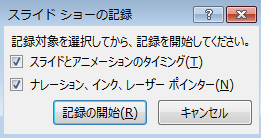 スライド ショーの記録
記録対象を選択してから、記録を開始してください。
スライドとアニメーションのタイミング(T)
ナレーション、インク、レーザー ポインター(N)
記録の開始(R) キャンセル